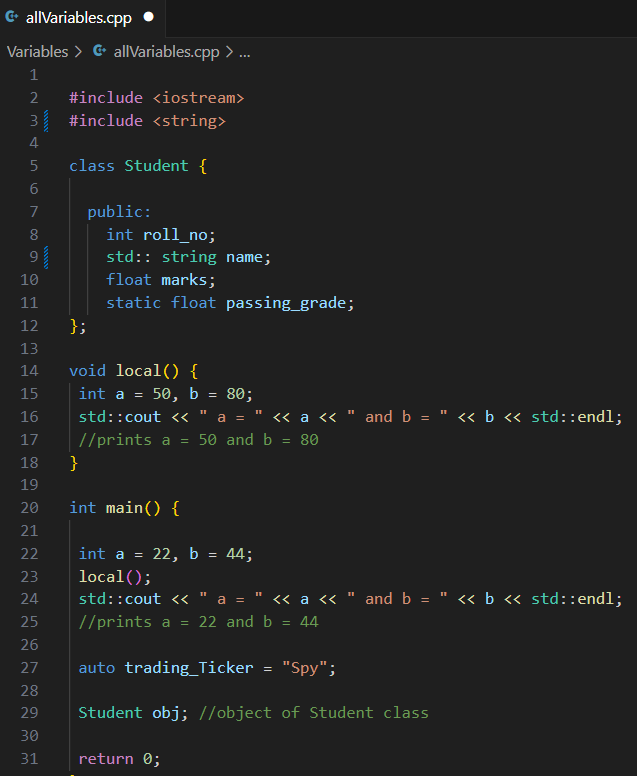 allVariables.cpp
Variables > allVariables.cpp > ...
1
2 #include <iostream>
3 #include <string>
4
5 class Student {
6
7 public:
8 int roll_no;
9 std:: string name;
10 float marks;
11 static float passing_grade;
12 };
13
14 void local() {
15 int a = 50, b = 80;
16 std::cout << " a = " << a << " and b = " << b << std::endl;
17 //prints a = 50 and b = 80
18 }
19
20 int main() {
21
22 int a = 22, b = 44;
23 local();
24 std::cout << " a = " << a << " and b = " << b << std::endl;
25 //prints a = 22 and b = 44
26
27 auto trading_Ticker = "Spy";
28
29 Student obj; //object of Student class
30
31 return 0;